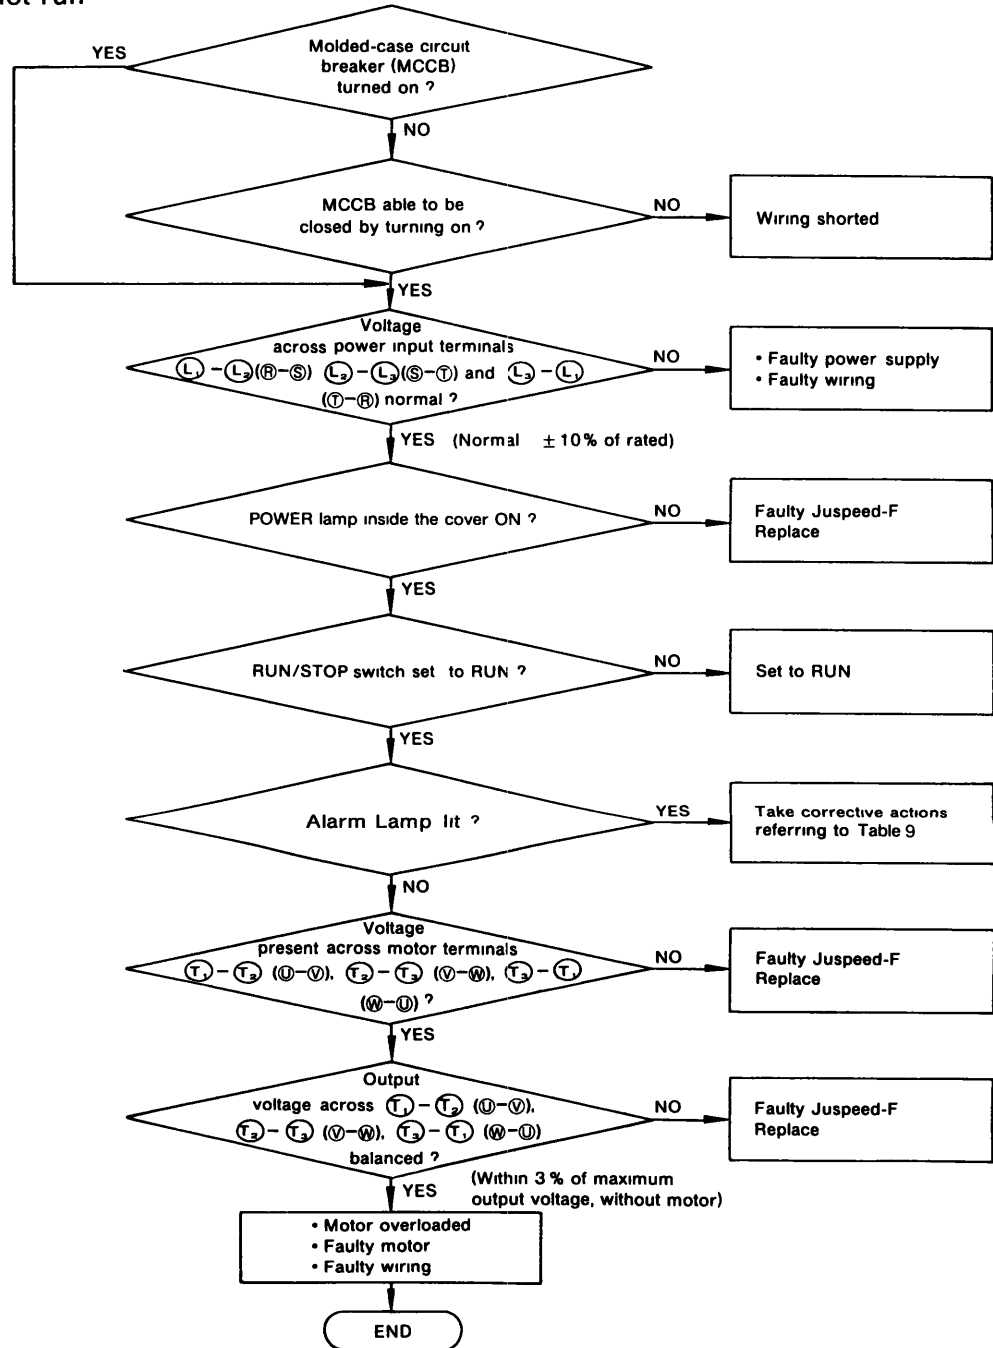 not run
Molded-case circuit
breaker (MCCB)
turned on ?
YES
NO
MCCB able to be
closed by turning on ?
NO
Wiring shorted
YES
Voltage
across power input terminals
(L₁) – (L₂) (Ⓡ–Ⓢ) (L₂) – (L₃) (Ⓢ–Ⓣ) and (L₃) – (L₁)
(Ⓣ–Ⓡ) normal ?
NO
• Faulty power supply
• Faulty wiring
YES (Normal ±10% of rated)
POWER lamp inside the cover ON ?
NO
Faulty Juspeed-F
Replace
YES
RUN/STOP switch set to RUN ?
NO
Set to RUN
YES
Alarm Lamp lit ?
YES
Take corrective actions
referring to Table 9
NO
Voltage
present across motor terminals
(T₁) – (T₂) (Ⓤ–Ⓥ), (T₂) – (T₃) (Ⓥ–Ⓦ), (T₃) – (T₁)
(Ⓦ–Ⓤ) ?
NO
Faulty Juspeed-F
Replace
YES
Output
voltage across (T₁) – (T₂) (Ⓤ–Ⓥ),
(T₂) – (T₃) (Ⓥ–Ⓦ), (T₃) – (T₁) (Ⓦ–Ⓤ)
balanced ?
NO
Faulty Juspeed-F
Replace
YES
(Within 3% of maximum
output voltage, without motor)
• Motor overloaded
• Faulty motor
• Faulty wiring
END